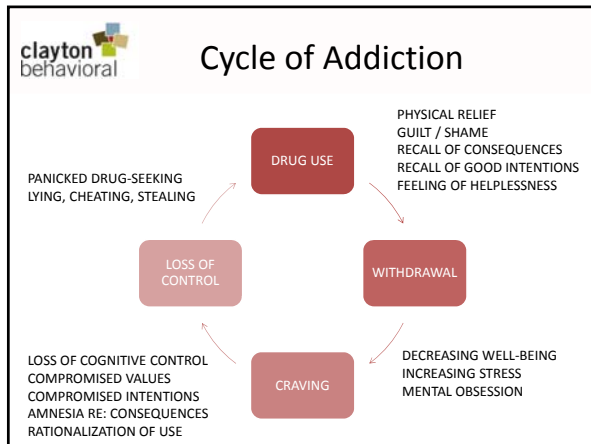 clayton
behavioral
Cycle of Addiction
DRUG USE
PHYSICAL RELIEF
GUILT / SHAME
RECALL OF CONSEQUENCES
RECALL OF GOOD INTENTIONS
FEELING OF HELPLESSNESS
WITHDRAWAL
DECREASING WELL-BEING
INCREASING STRESS
MENTAL OBSESSION
CRAVING
LOSS OF COGNITIVE CONTROL
COMPROMISED VALUES
COMPROMISED INTENTIONS
AMNESIA RE: CONSEQUENCES
RATIONALIZATION OF USE
LOSS OF
CONTROL
PANICKED DRUG-SEEKING
LYING, CHEATING, STEALING